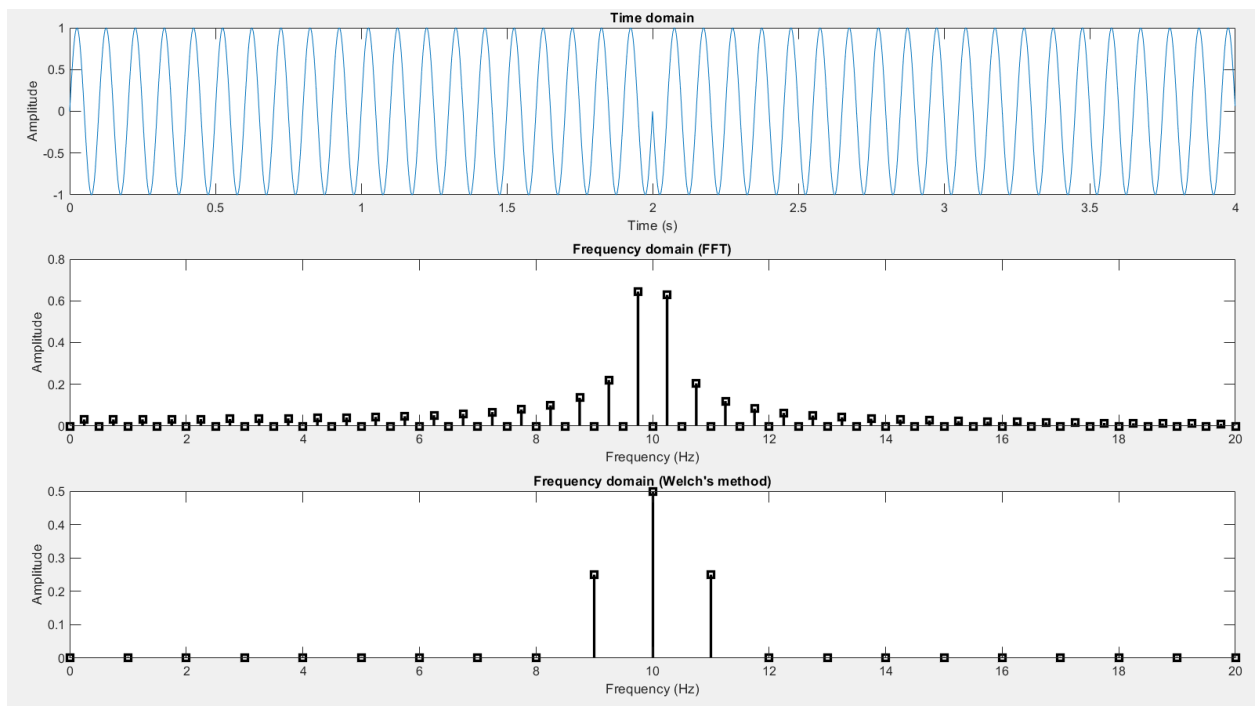 Time domain
1
0.5
0
-0.5
-1
Amplitude
0 0.5 1 1.5 2 2.5 3 3.5 4
Time (s)
Frequency domain (FFT)
0.8
0.6
0.4
0.2
0
Amplitude
0 2 4 6 8 10 12 14 16 18 20
Frequency (Hz)
Frequency domain (Welch's method)
0.5
0.4
0.3
0.2
0.1
0
Amplitude
0 2 4 6 8 10 12 14 16 18 20
Frequency (Hz)